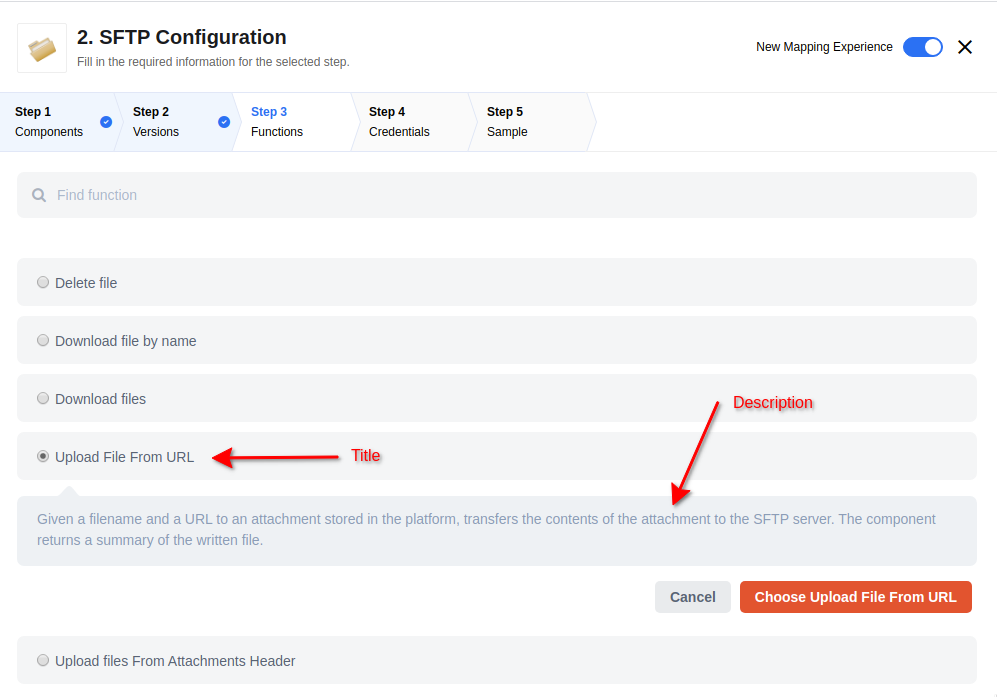 2. SFTP Configuration
Fill in the required information for the selected step.
New Mapping Experience
Step 1
Components
Step 2
Versions
Step 3
Functions
Step 4
Credentials
Step 5
Sample
Find function
Delete file
Download file by name
Download files
Description
Upload File From URL
Title
Given a filename and a URL to an attachment stored in the platform, transfers the contents of the attachment to the SFTP server. The component
returns a summary of the written file.
Cancel
Choose Upload File From URL
Upload files From Attachments Header